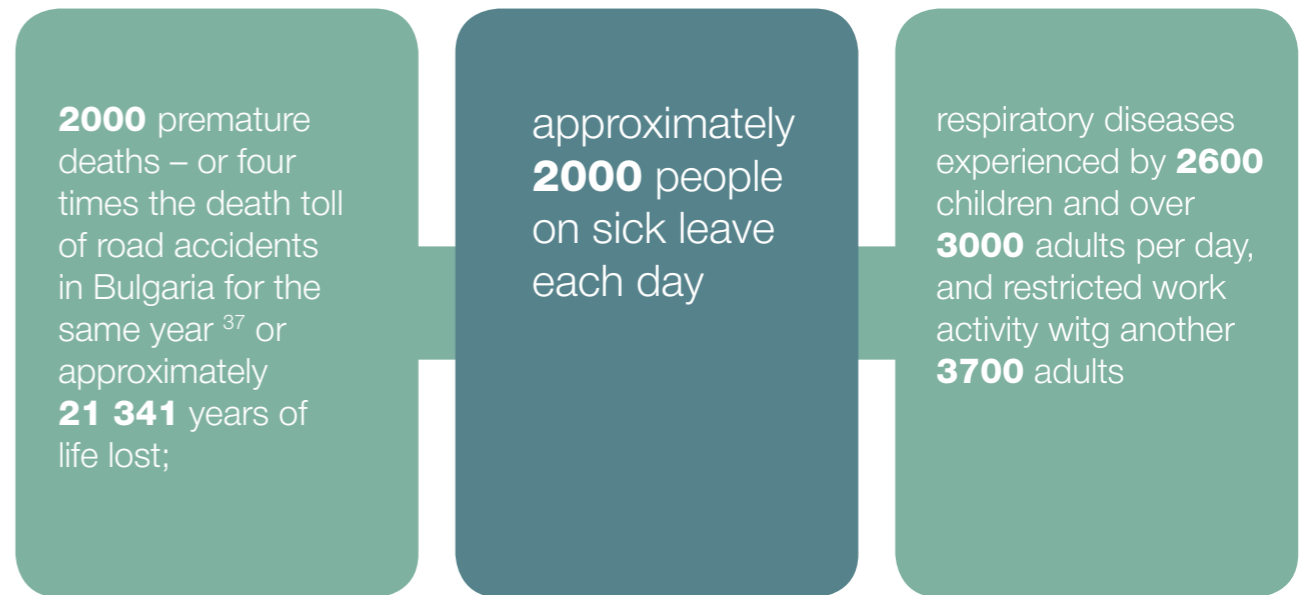 2000 premature
deaths – or four
times the death toll
of road accidents
in Bulgaria for the
same year 37 or
approximately
21 341 years of
life lost;
approximately
2000 people
on sick leave
each day
respiratory diseases
experienced by 2600
children and over
3000 adults per day,
and restricted work
activity witg another
3700 adults